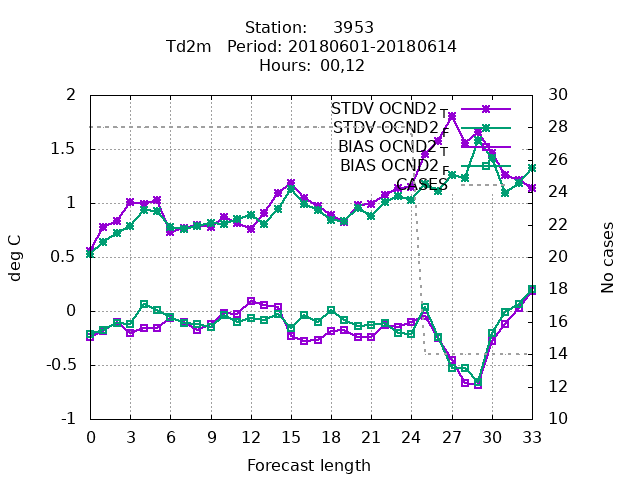 Station: 3953
Td2m Period: 20180601-20180614
Hours: 00,12
STDV OCND2 T
STDV OCND2 F
BIAS OCND2 T
BIAS OCND2 F
CASES
2
1.5
1
0.5
0
-0.5
-1
30
28
26
24
22
20
18
16
14
12
10
deg C
No cases
0 3 6 9 12 15 18 21 24 27 30 33
Forecast length